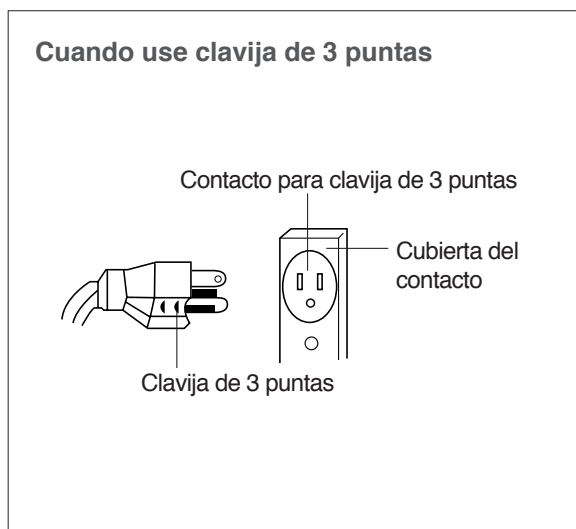 Cuando use clavija de 3 puntas
Contacto para clavija de 3 puntas
Cubierta del
contacto
Clavija de 3 puntas